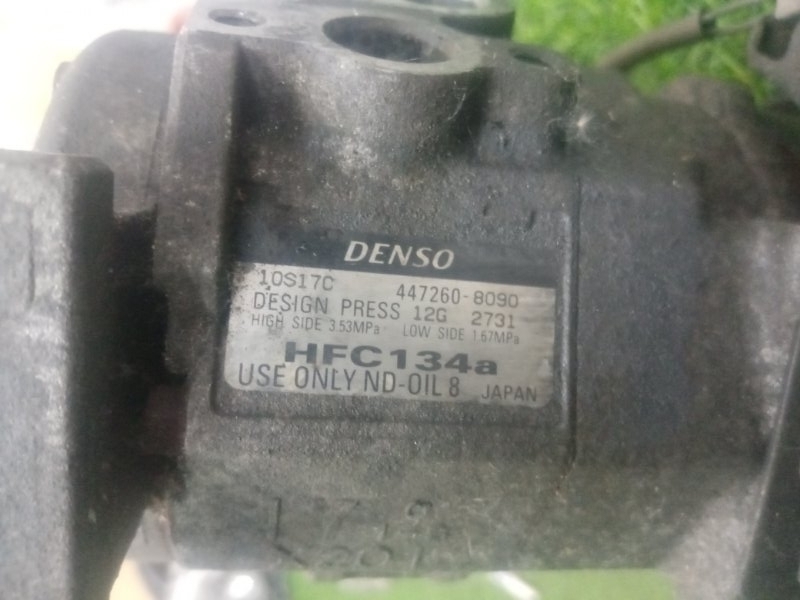 DENSO
10S17C 447260-8090
DESIGN PRESS 12G 2731
HIGH SIDE 3.53MPa LOW SIDE 1.67MPa
HFC134a
USE ONLY ND-OIL 8 JAPAN